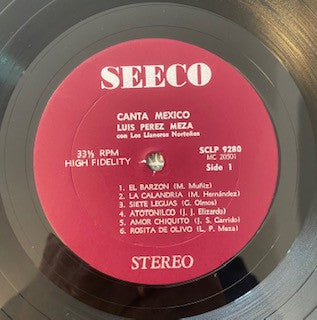 SEECO
CANTA MEXICO
LUIS PEREZ MEZA
con Los Llaneros Norteños
33⅓ RPM
HIGH FIDELITY
SCLP 9280
MC 20501
Side 1
1. EL BARZON (M. Muñiz)
2. LA CALANDRIA (M. Hernández)
3. SIETE LEGUAS (G. Olmos)
4. ATOTONILCO (J. J. Elizarda)
5. AMOR CHIQUITO (J. S. Garrido)
6. ROSITA DE OLIVO (L. P. Meza)
STEREO